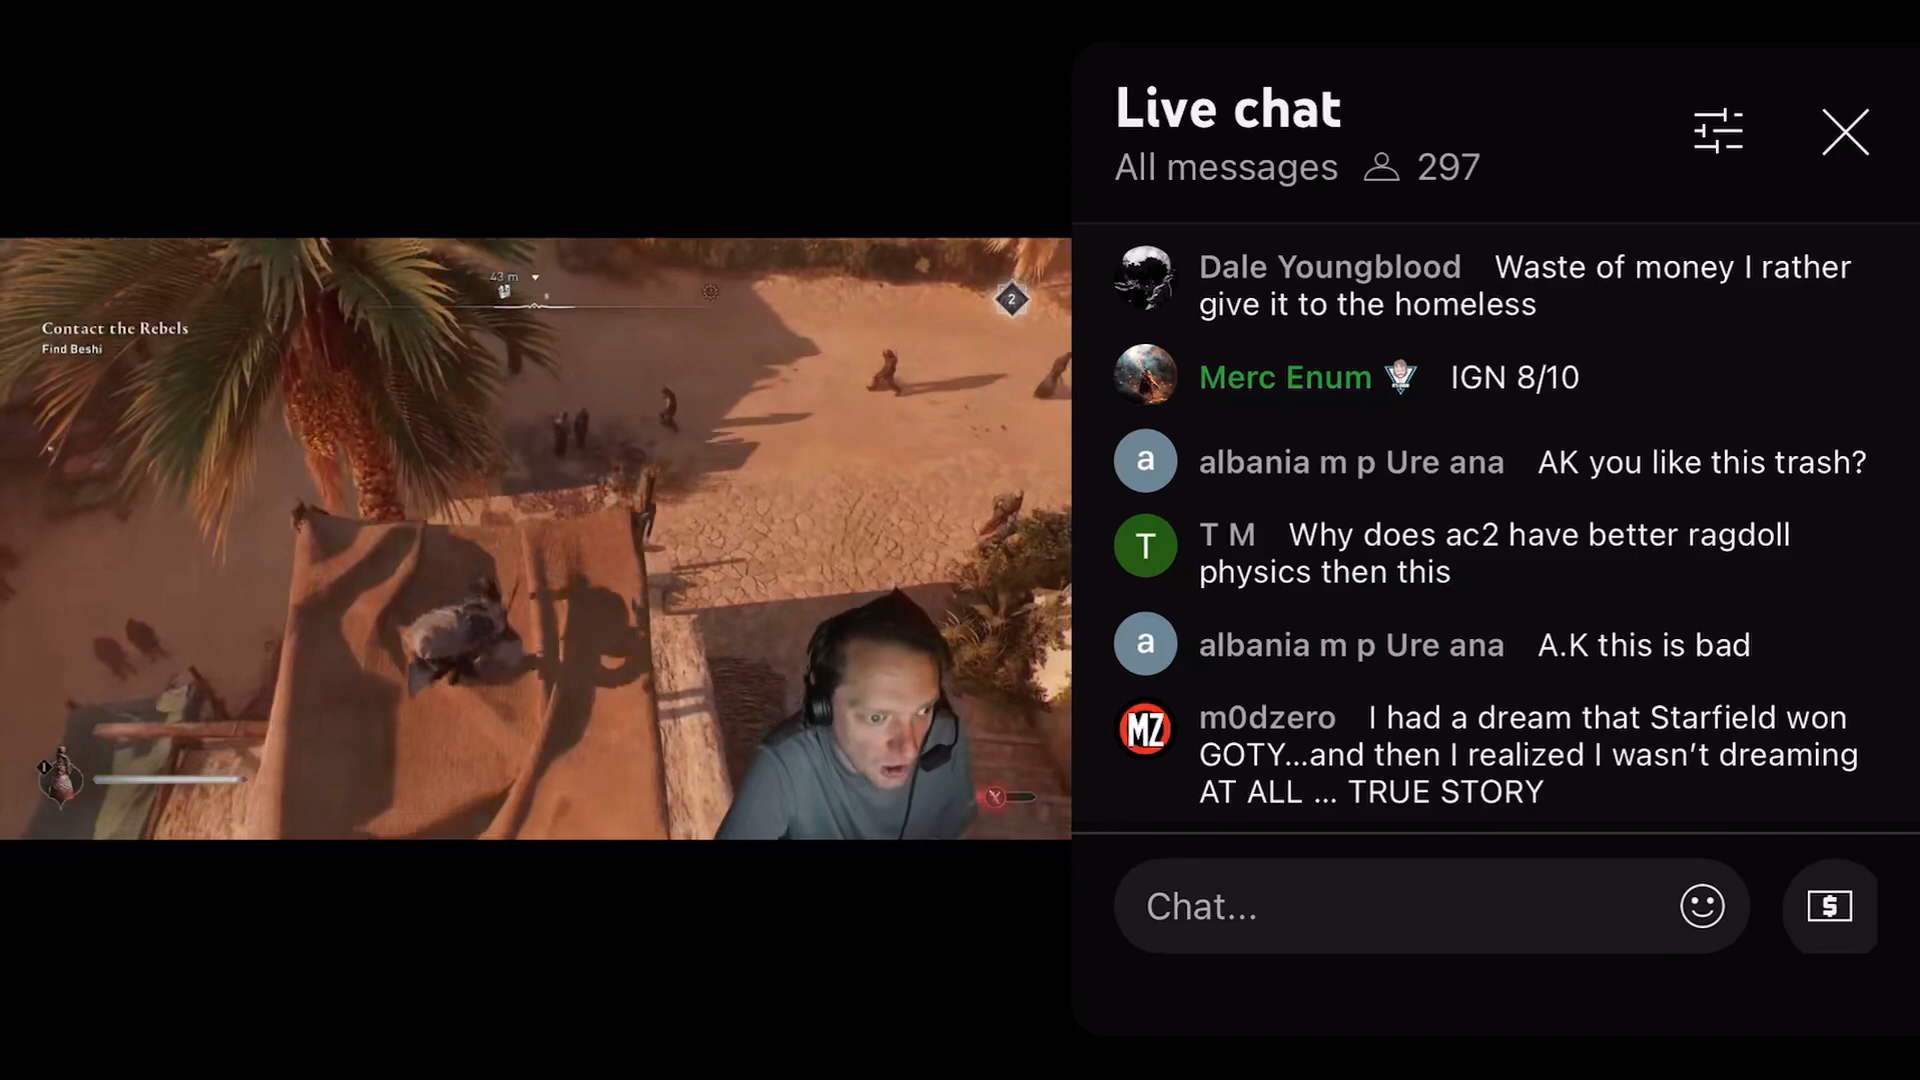 43 m
2
Contact the Rebels
Find Beshi
Live chat
All messages 297
Dale Youngblood Waste of money I rather
give it to the homeless
Merc Enum IGN 8/10
a albania m p Ure ana AK you like this trash?
T T M Why does ac2 have better ragdoll
physics then this
a albania m p Ure ana A.K this is bad
MZ m0dzero I had a dream that Starfield won
GOTY...and then I realized I wasn't dreaming
AT ALL ... TRUE STORY
Chat...
$